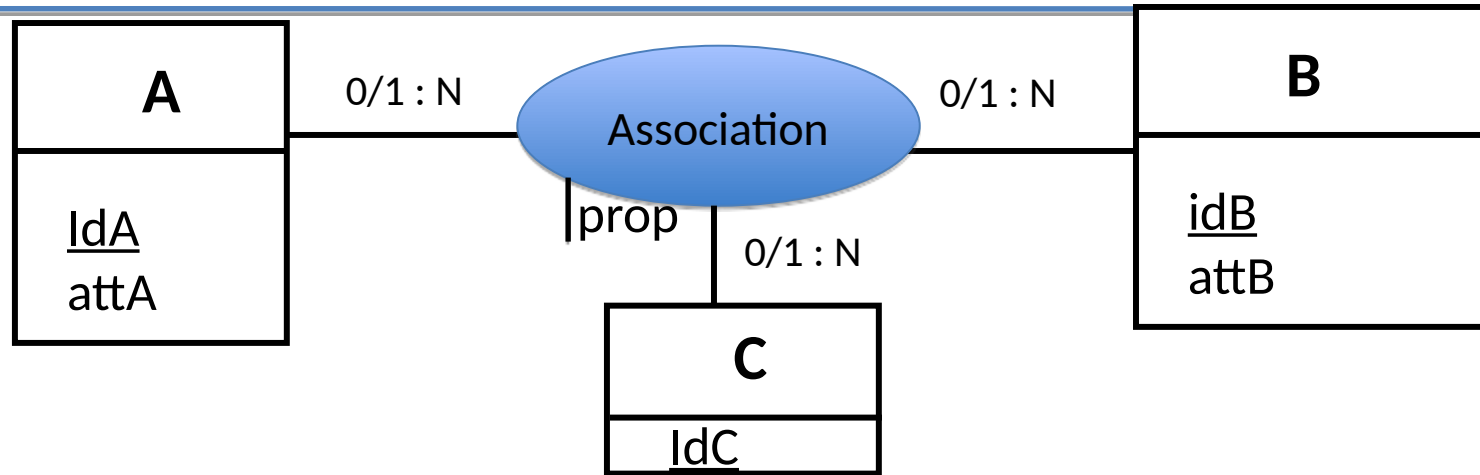 A
IdA
attA
0/1 : N
Association
prop
0/1 : N
0/1 : N
B
idB
attB
C
IdC